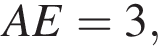 AE = 3,